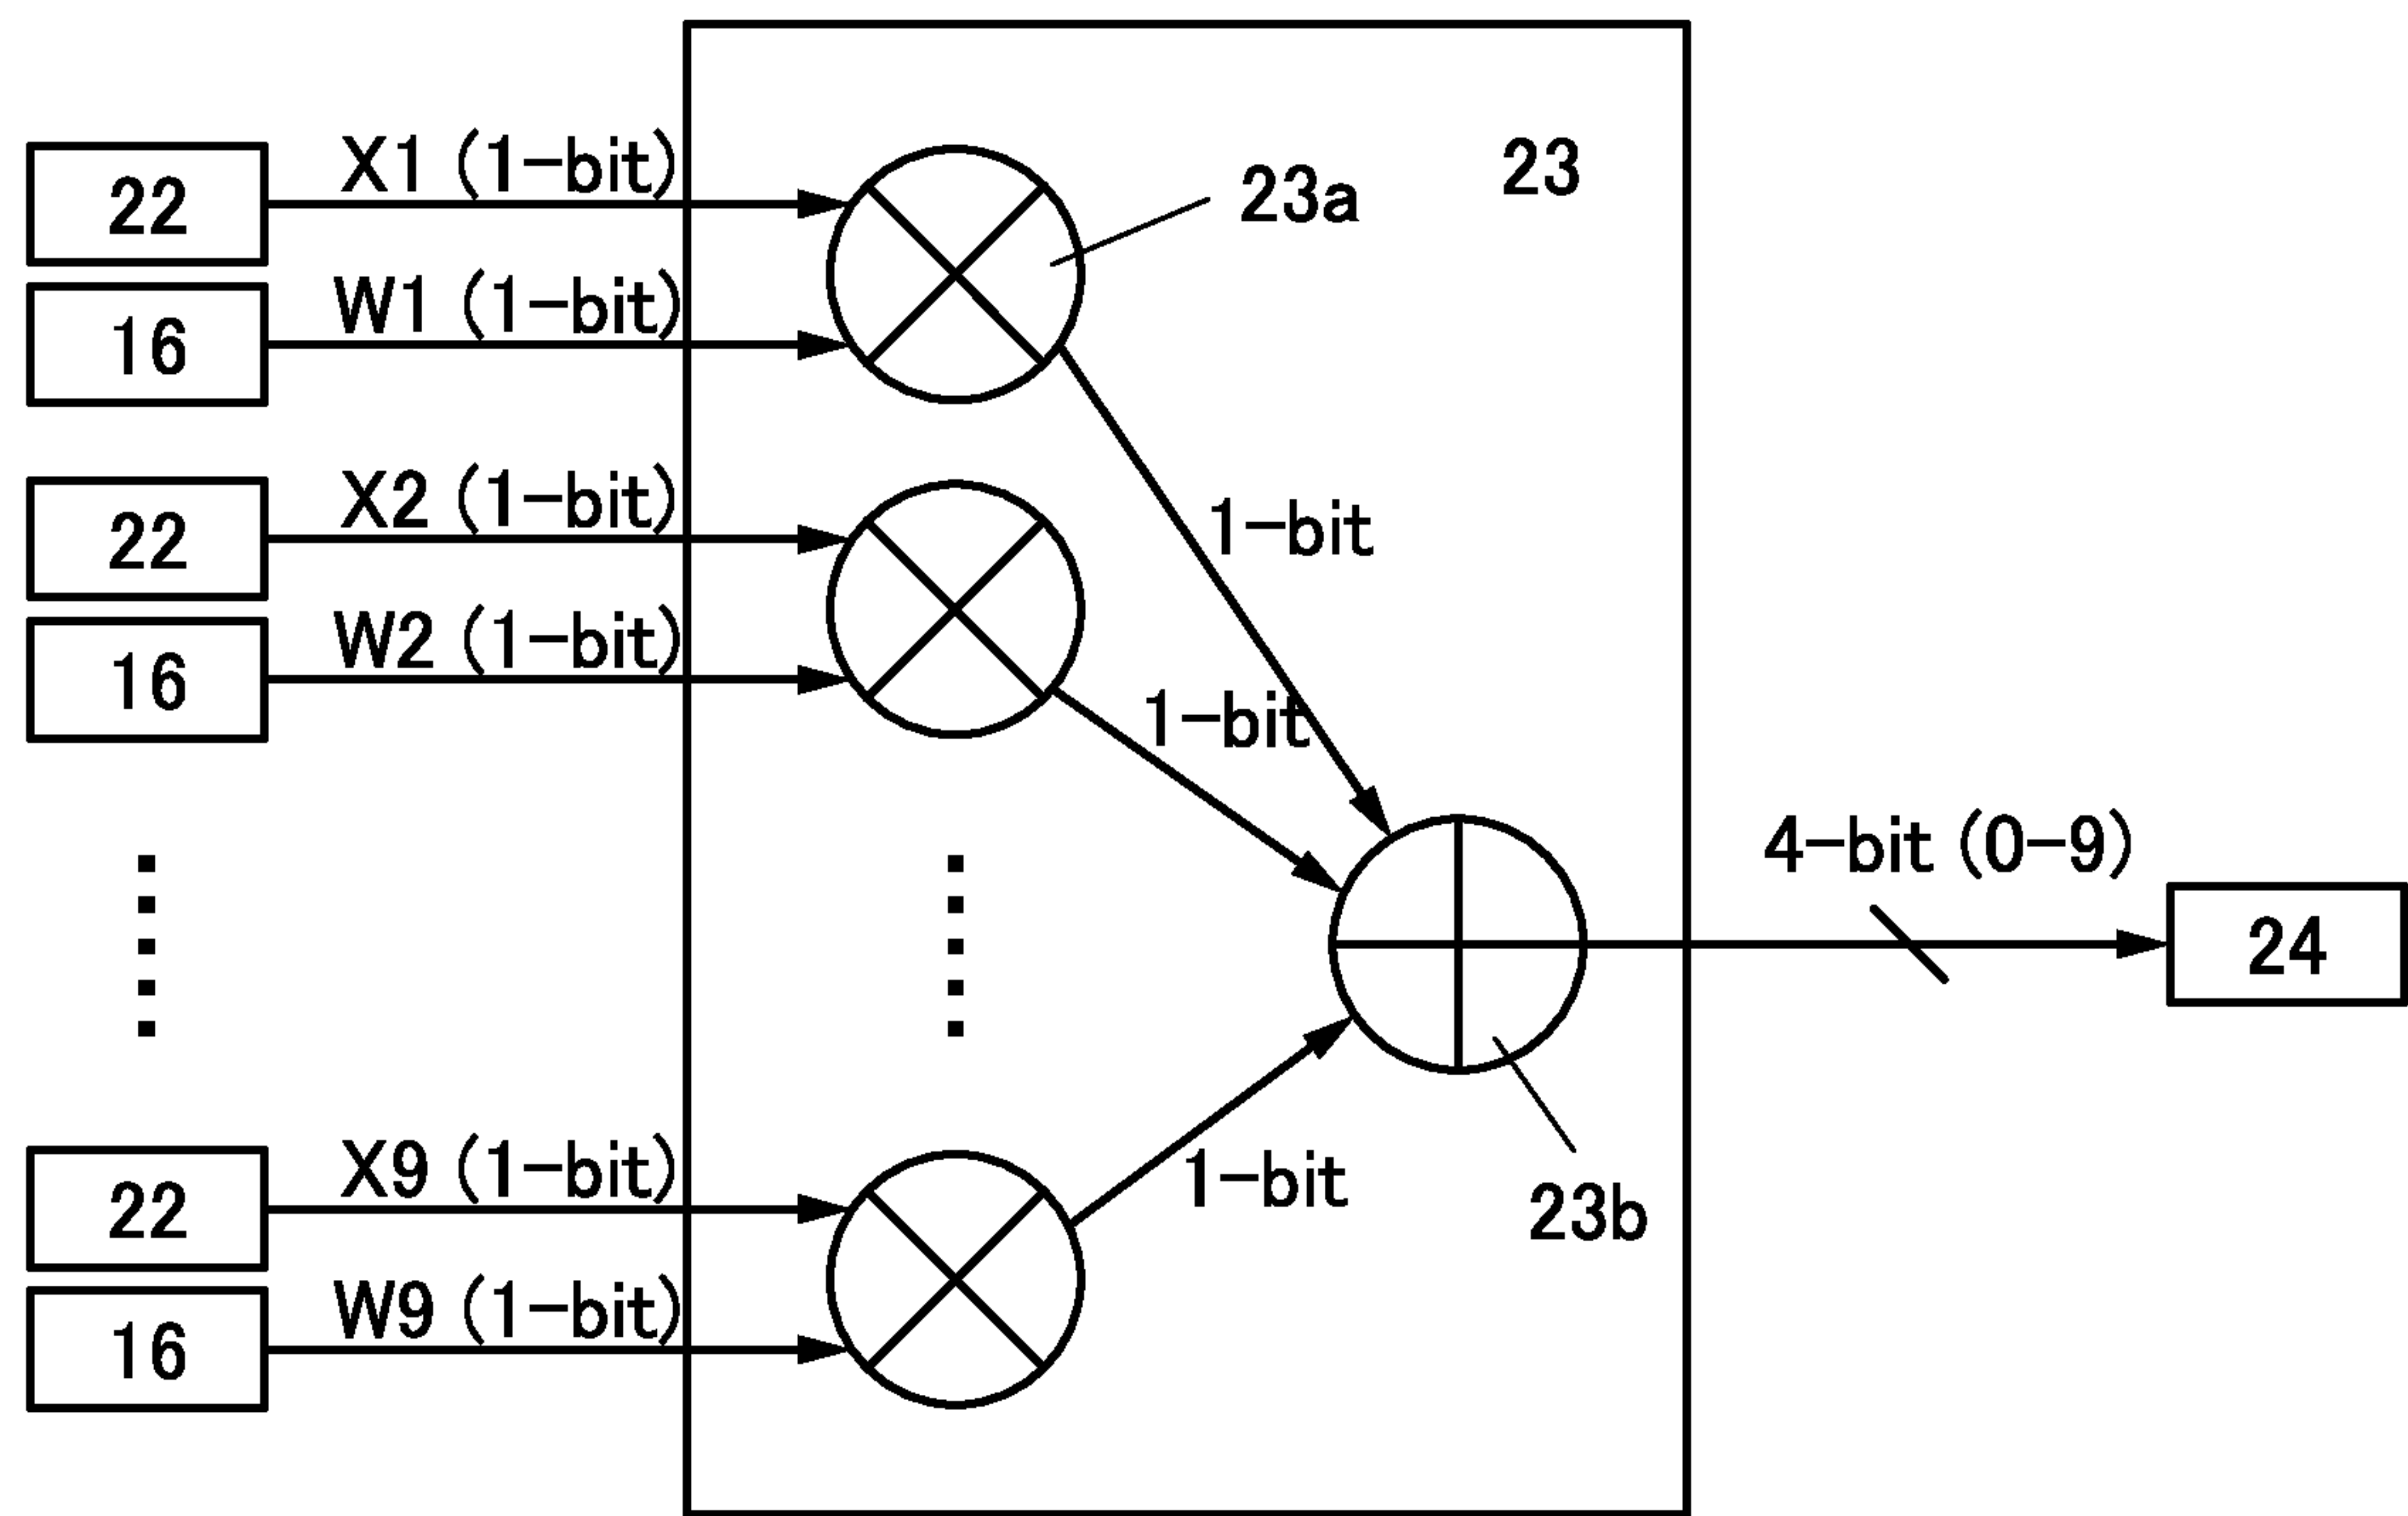 23
22
X1 (1-bit)
23a
16
W1 (1-bit)
22
X2 (1-bit)
1-bit
16
W2 (1-bit)
1-bit
4-bit (0-9)
24
22
X9 (1-bit)
1-bit
23b
16
W9 (1-bit)